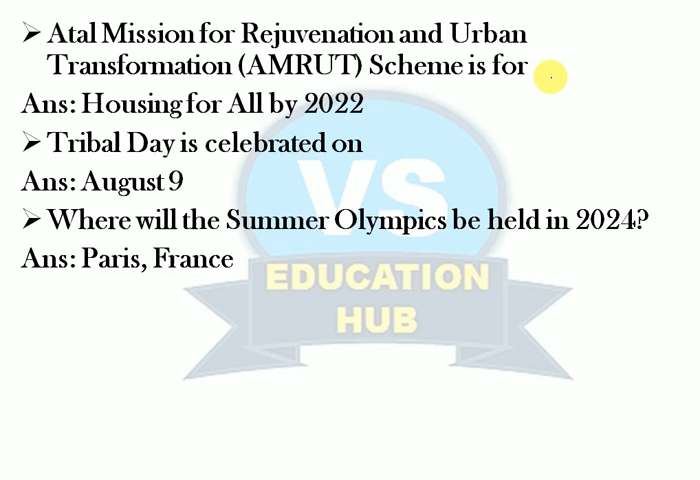 ➢ Atal Mission for Rejuvenation and Urban
Transformation (AMRUT) Scheme is for
Ans: Housing for All by 2022
➢ Tribal Day is celebrated on
Ans: August 9
➢ Where will the Summer Olympics be held in 2024?
Ans: Paris, France
VS
EDUCATION
HUB